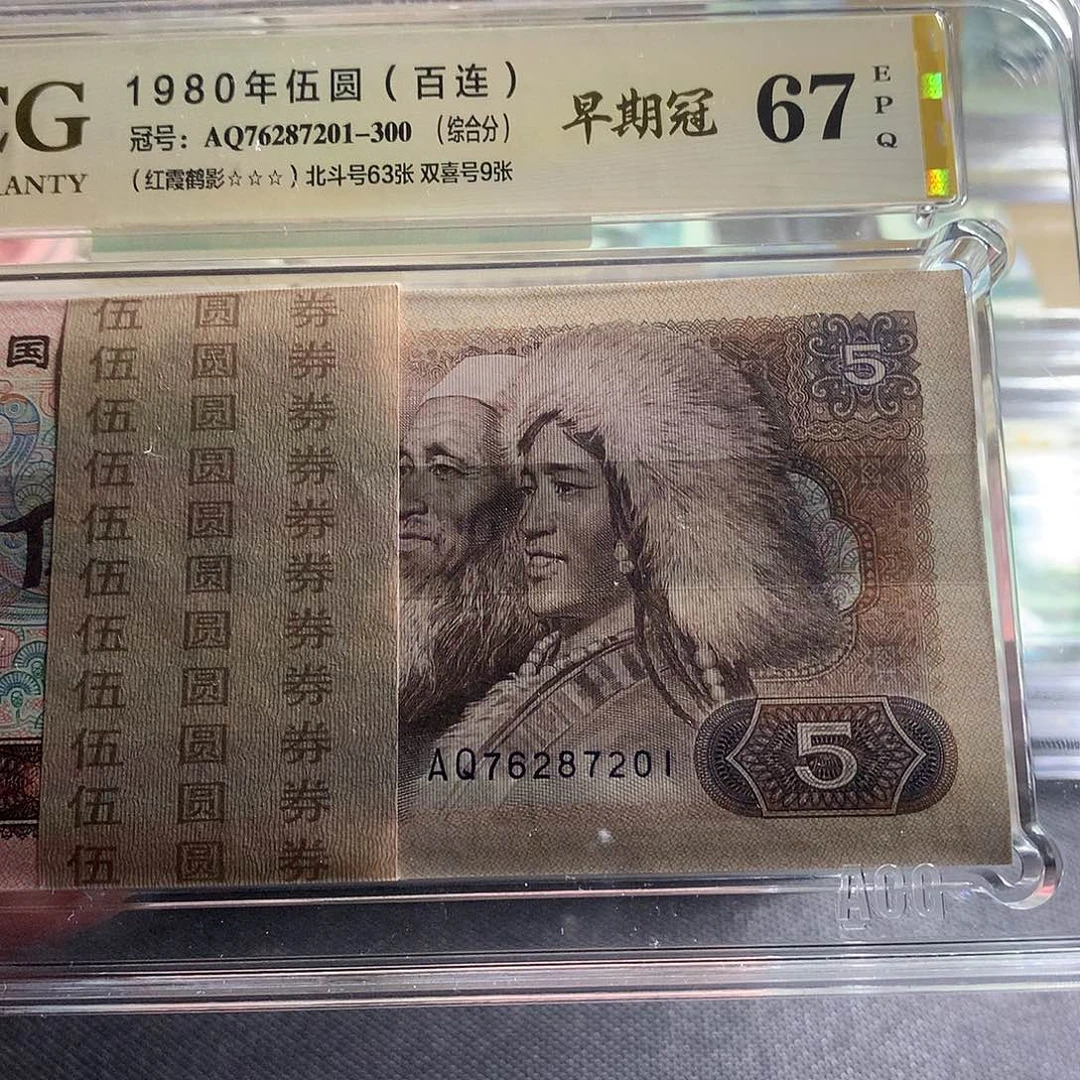 1980年伍圆(百连)
冠号: AQ76287201-300 (综合分)
(红霞鹤影☆☆☆) 北斗号63张 双喜号9张
早期冠
67
EPQ
CG
RANTY
国
伍 圆 券
伍 圆 券
伍 圆 券
伍 圆 券
伍 圆 券
伍 圆 券
伍 圆 券
伍 圆 券
伍 圆 券
伍 圆 券
伍 圆 券
5
AQ76287201
5
ACG